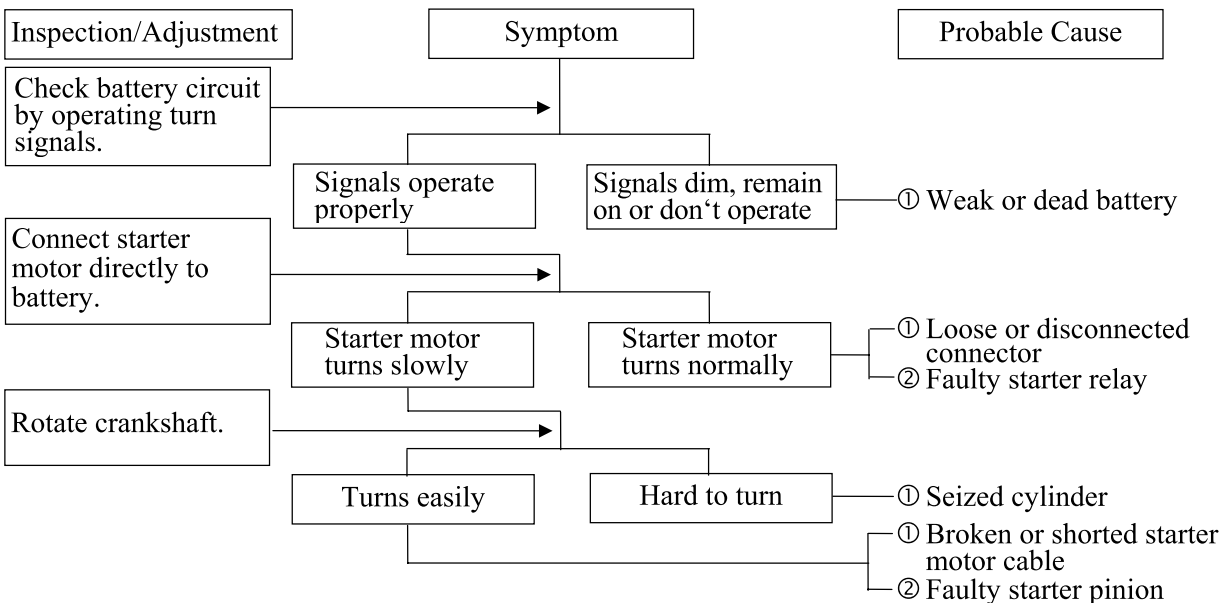 Inspection/Adjustment
Symptom
Probable Cause
Check battery circuit
by operating turn
signals.
Signals operate
properly
Signals dim, remain
on or don‘t operate
① Weak or dead battery
Connect starter
motor directly to
battery.
Starter motor
turns slowly
Starter motor
turns normally
① Loose or disconnected
connector
② Faulty starter relay
Rotate crankshaft.
Turns easily
Hard to turn
① Seized cylinder
① Broken or shorted starter
motor cable
② Faulty starter pinion